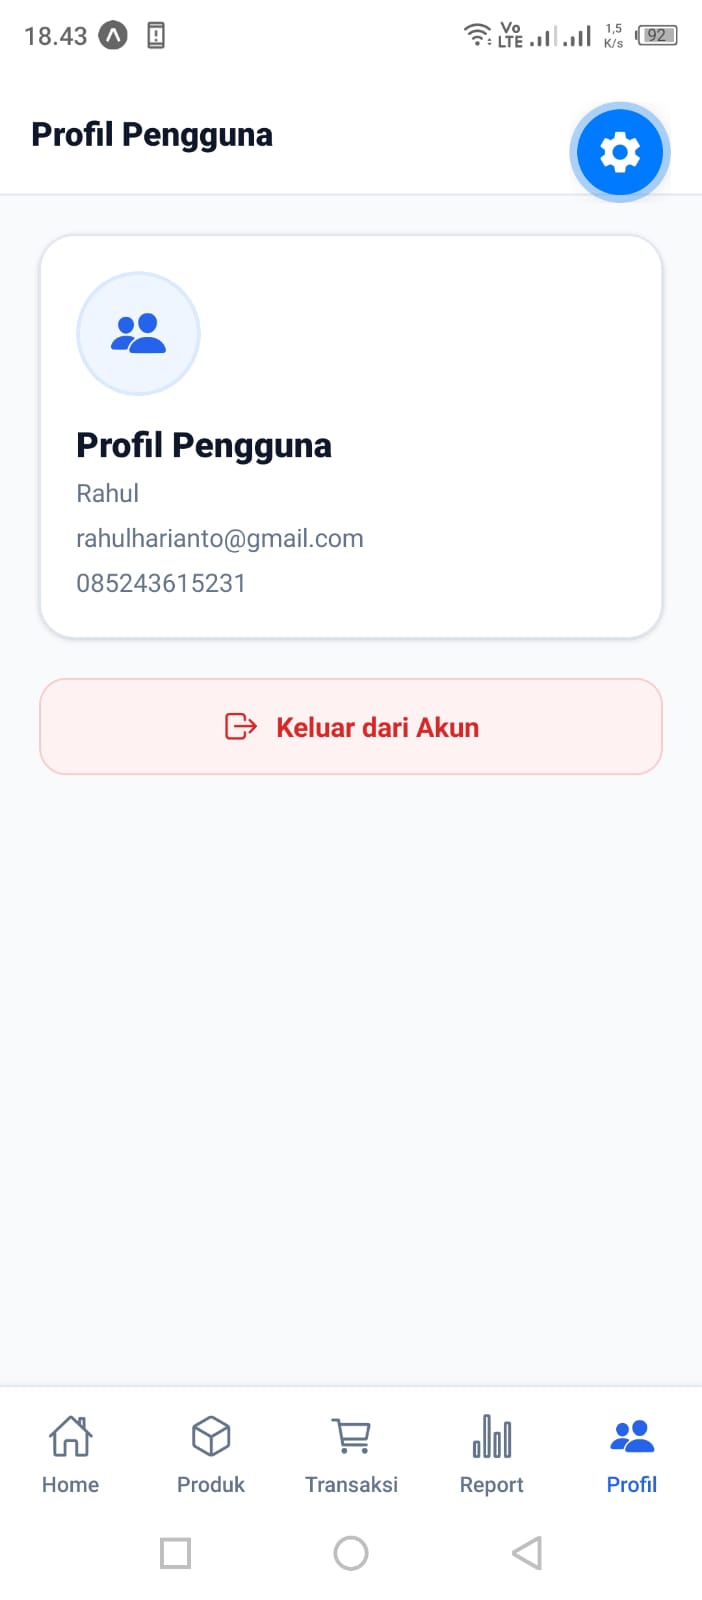 18.43
Vo LTE
1,5 K/s
92
Profil Pengguna
Profil Pengguna
Rahul
rahulharianto@gmail.com
085243615231
Keluar dari Akun
Home
Produk
Transaksi
Report
Profil